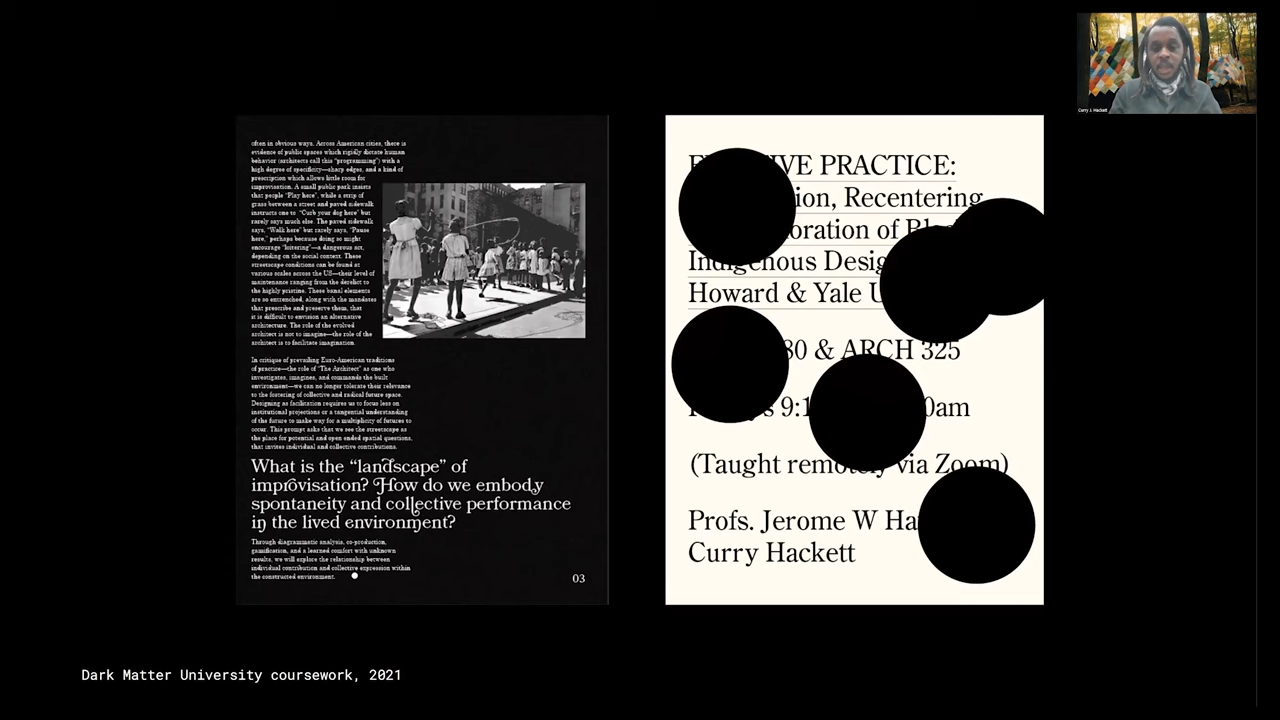 Curry J. Hackett
often in obvious ways. Across American cities, there is
evidence of public spaces which rigidly dictate human
behavior (architects call this “programming”) with a
high degree of specificity—sharp edges, and a kind of
prescription which allows little room for
improvisation. A small public park insists
that people “Play here”, while a strip of
grass between a street and paved sidewalk
instructs one to “Curb your dog here” but
rarely says much else. The paved sidewalk
says, “Walk here” but rarely says, “Pause
here,” perhaps because doing so might
encourage “loitering”—a dangerous act,
depending on the social context. These
streetscape conditions can be found at
various scales across the US—their level of
maintenance ranging from the derelict to
the highly pristine. These banal elements
are so entrenched, along with the mandates
that prescribe and preserve them, that
it is difficult to envision an alternative
architecture. The role of the evolved
architect is not to imagine—the role of the
architect is to facilitate imagination.
In critique of prevailing Euro-American traditions
of practice—the role of “The Architect” as one who
investigates, imagines, and commands the built
environment—we can no longer tolerate their relevance
to the fostering of collective and radical future space.
Designing as facilitation requires us to focus less on
institutional projections or a tangential understanding
of the future to make way for a multiplicity of futures to
occur. This prompt asks that we see the streetscape as
the place for potential and open ended spatial questions,
that invites individual and collective contributions.
What is the “landscape” of
improvisation? How do we embody
spontaneity and collective performance
in the lived environment?
Through diagrammatic analysis, co-production,
gamification, and a learned comfort with unknown
results, we will explore the relationship between
individual contribution and collective expression within
the constructed environment.
03
IVE PRACTICE:
ion, Recentering
oration of
Indigenous Desig
Howard & Yale U
80 & ARCH 325
9:1 0am
(Taught remotely via Zoom)
Profs. Jerome W Ha
Curry Hackett
Dark Matter University coursework, 2021